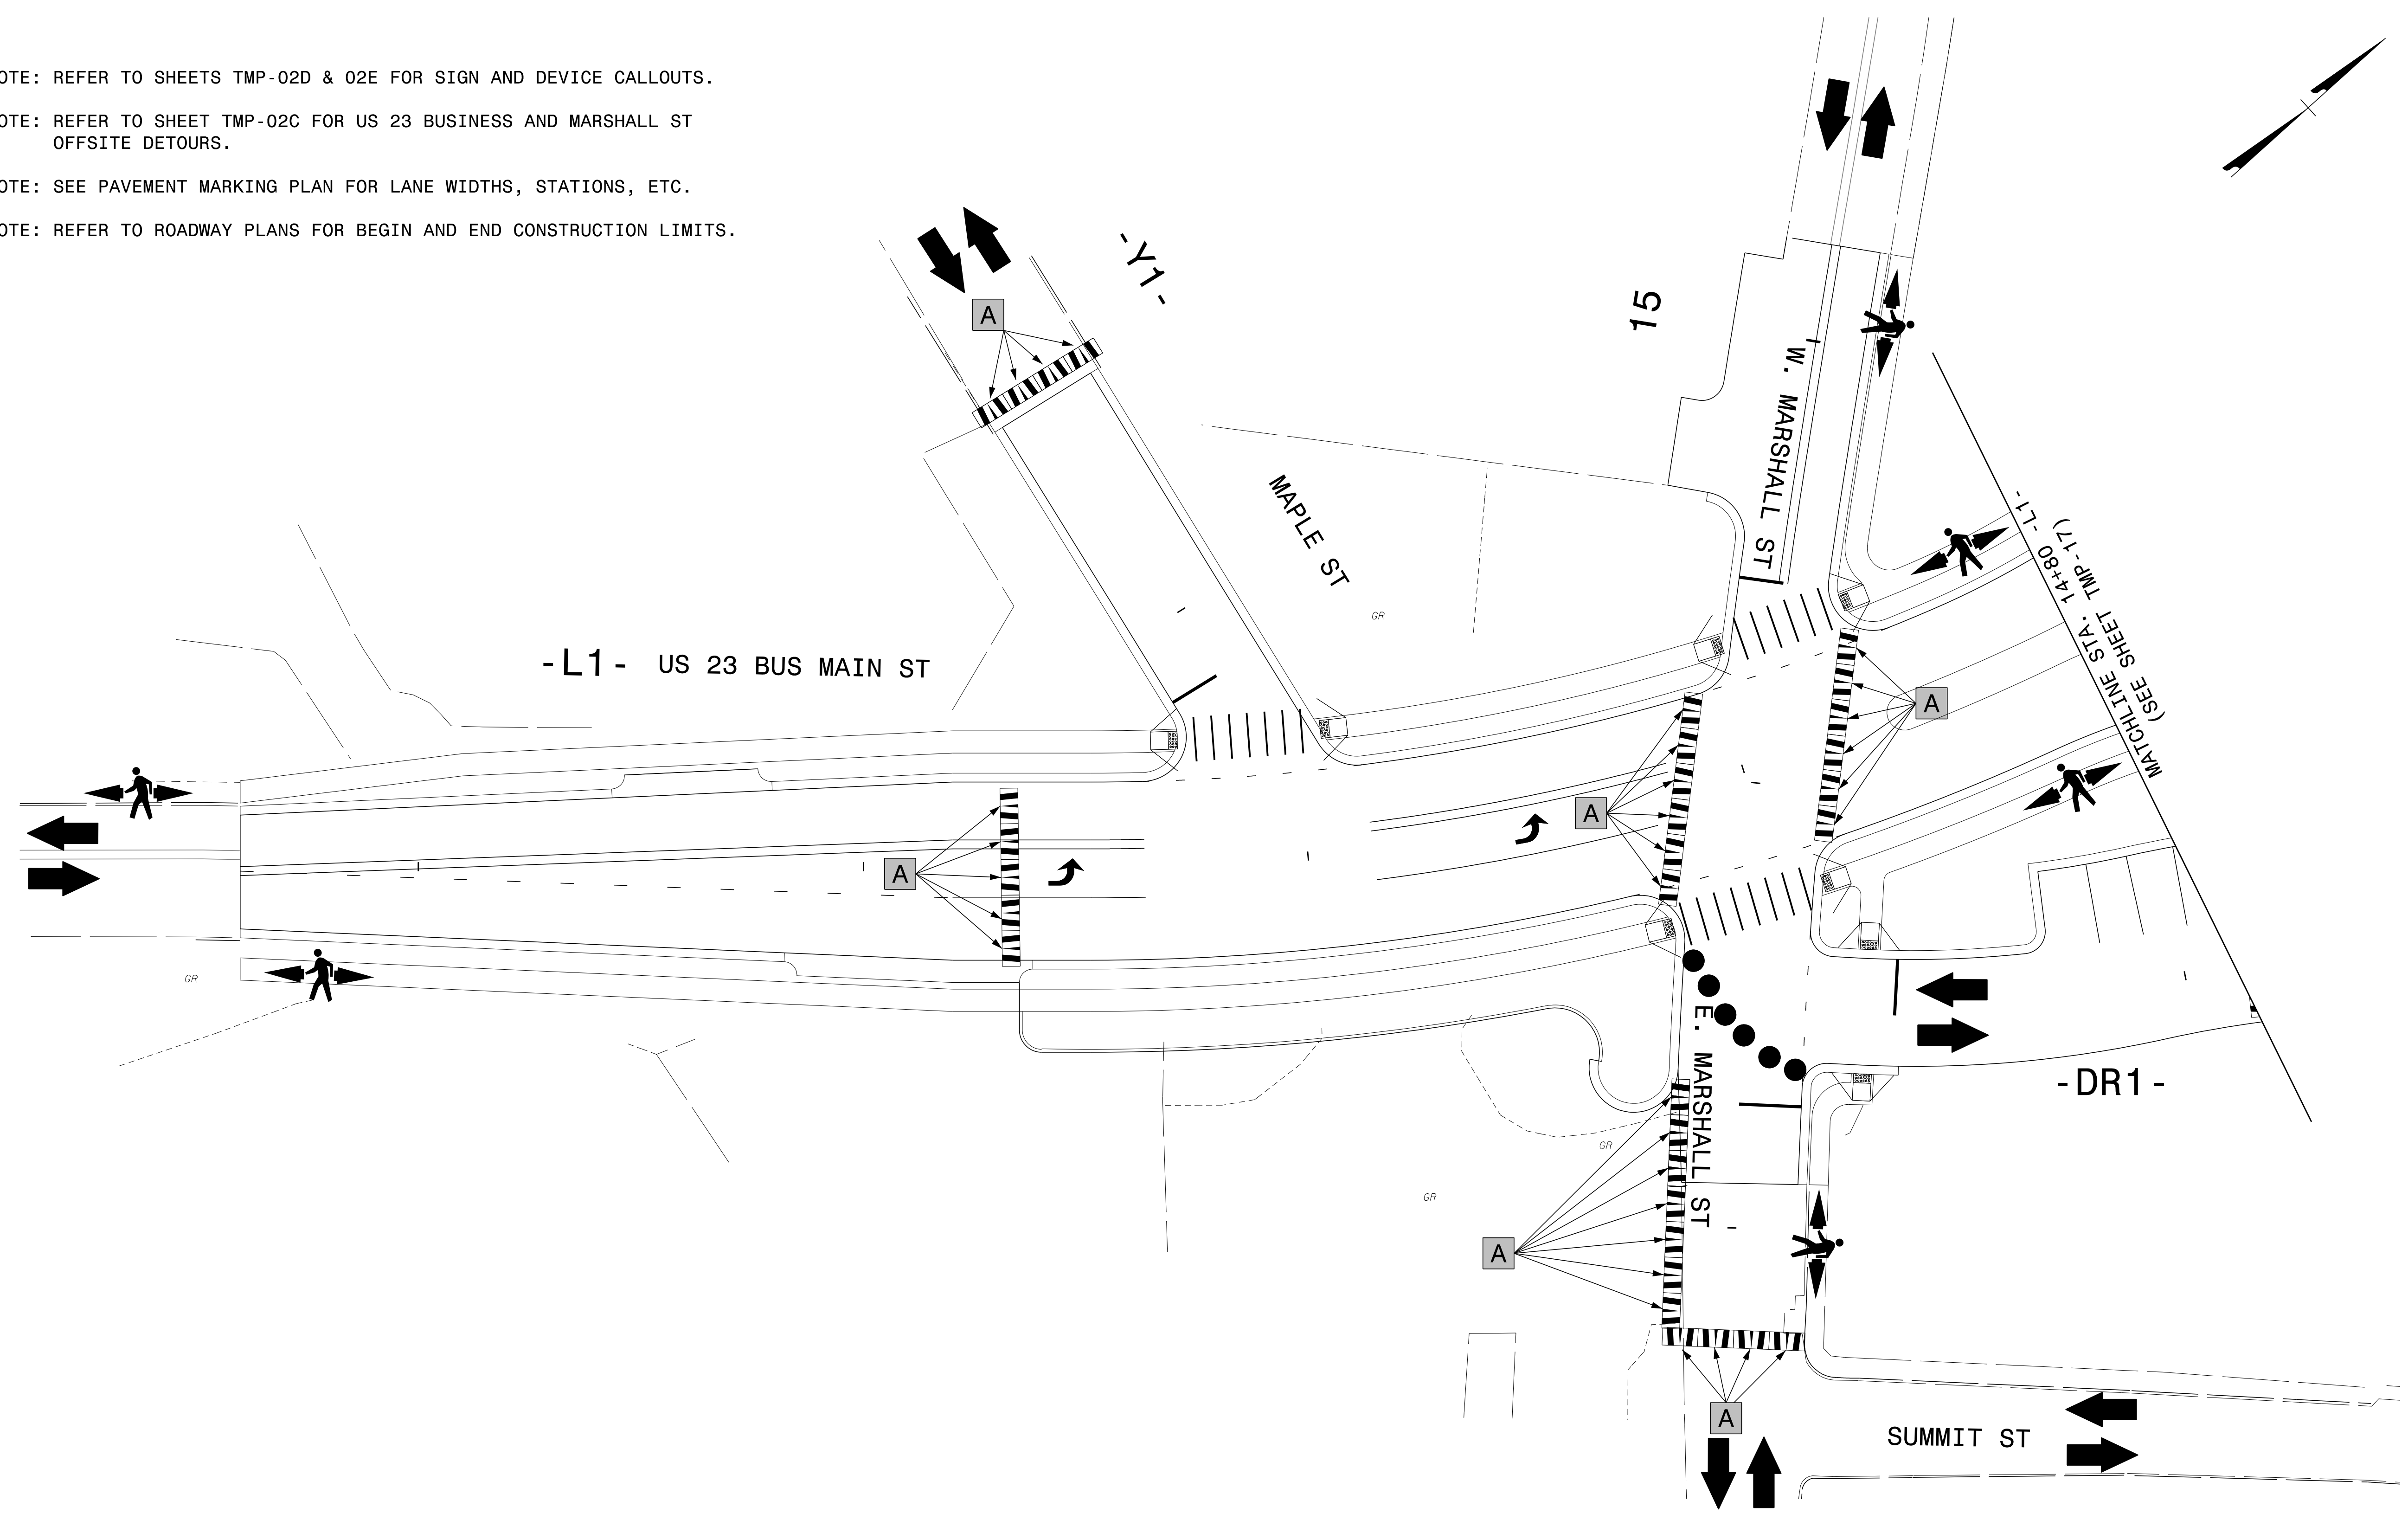 OTE: REFER TO SHEETS TMP-02D & 02E FOR SIGN AND DEVICE CALLOUTS.
OTE: REFER TO SHEET TMP-02C FOR US 23 BUSINESS AND MARSHALL ST
OFFSITE DETOURS.
OTE: SEE PAVEMENT MARKING PLAN FOR LANE WIDTHS, STATIONS, ETC.
OTE: REFER TO ROADWAY PLANS FOR BEGIN AND END CONSTRUCTION LIMITS.
-Y1-
A
15
W. MARSHALL ST
MAPLE ST
GR
MATCHLINE STA. 14+80 -L1-
(SEE SHEET TMP-17)
-L1- US 23 BUS MAIN ST
A
A
A
GR
E. MARSHALL ST
-DR1-
GR
GR
A
A
SUMMIT ST